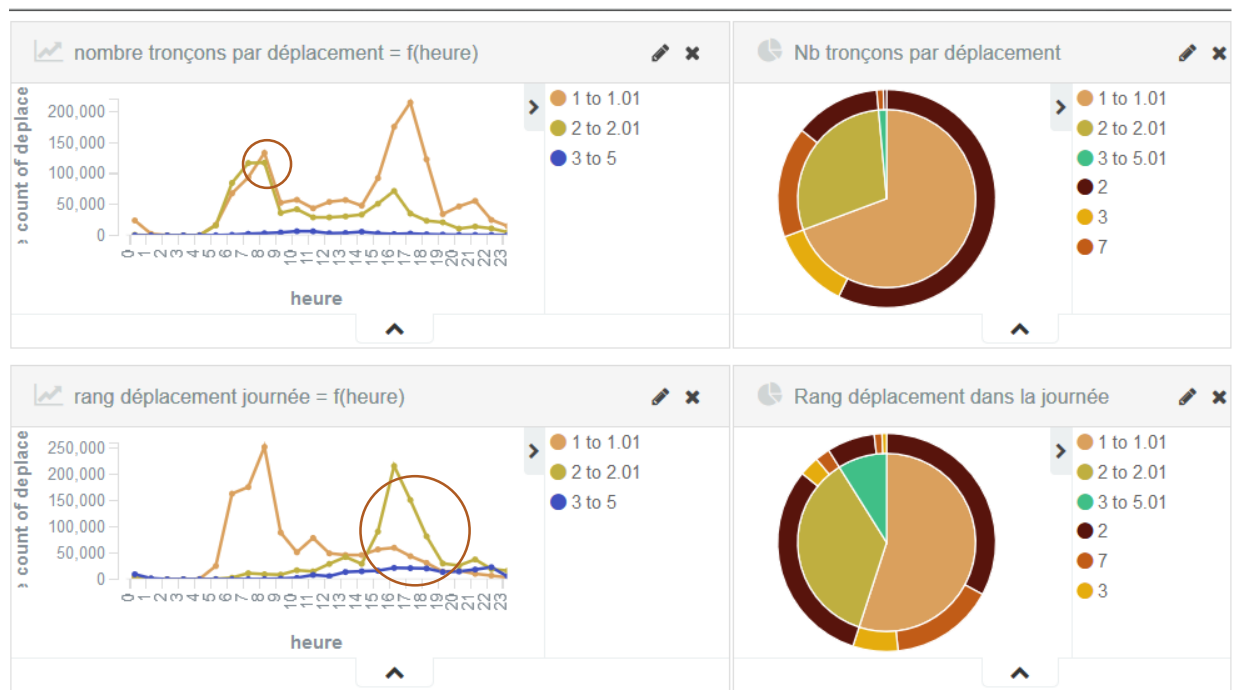 nombre tronçons par déplacement = f(heure)
e count of deplace
200,000
150,000
100,000
50,000
0
0 1 2 3 4 5 6 7 8 9 10 11 12 13 14 15 16 17 18 19 20 21 22 23
heure
1 to 1.01
2 to 2.01
3 to 5
Nb tronçons par déplacement
1 to 1.01
2 to 2.01
3 to 5.01
2
3
7
rang déplacement journée = f(heure)
e count of deplace
250,000
200,000
150,000
100,000
50,000
0
0 1 2 3 4 5 6 7 8 9 10 11 12 13 14 15 16 17 18 19 20 21 22 23
heure
1 to 1.01
2 to 2.01
3 to 5
Rang déplacement dans la journée
1 to 1.01
2 to 2.01
3 to 5.01
2
7
3